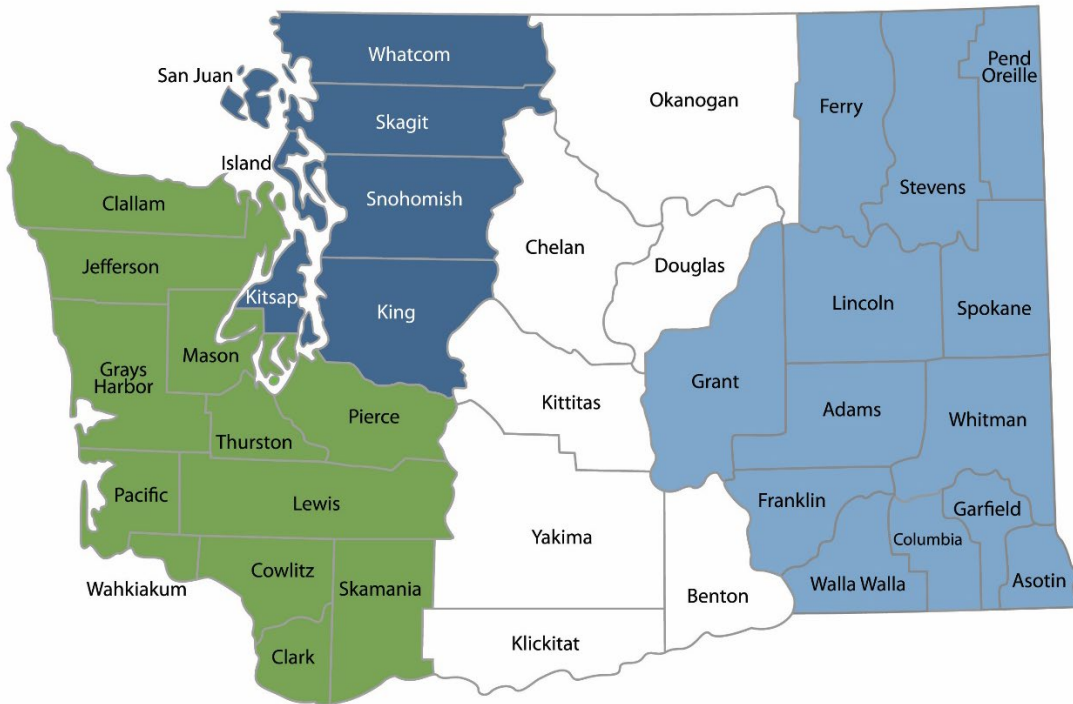 Whatcom
San Juan
Pend
Oreille
Okanogan
Ferry
Skagit
Island
Stevens
Snohomish
Clallam
Chelan
Jefferson
Douglas
Kitsap
Lincoln
Spokane
King
Mason
Grays
Harbor
Grant
Kittitas
Adams
Pierce
Whitman
Thurston
Pacific
Lewis
Franklin
Garfield
Yakima
Columbia
Cowlitz
Skamania
Wahkiakum
Walla Walla
Asotin
Benton
Klickitat
Clark